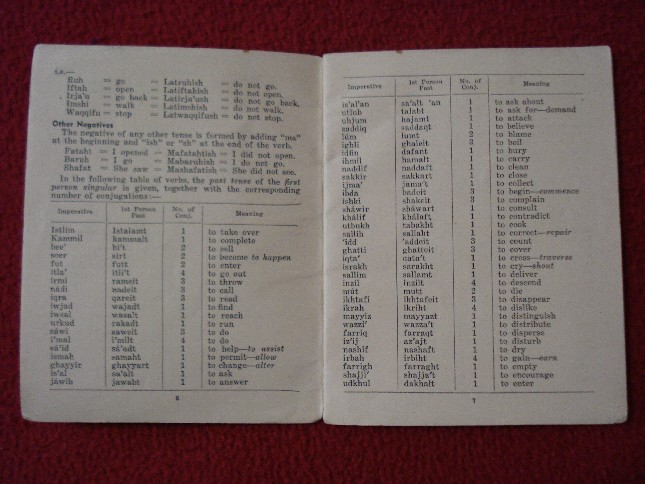 i.e.—
Ruh = go = Latruhish = do not go.
Iftah = open = Latiftahish = do not open.
Irja'u = go back = Latirja'ush = do not go back.
Imshi = walk = Latimshish = do not walk.
Waqqifu = stop = Latwaqqifush = do not stop.
Other Negatives
The negative of any other tense is formed by adding "ma"
at the beginning and "ish" or "sh" at the end of the verb.
Fataht = I opened = Mafatahtish = I did not open.
Baruh = I go = Mabaruhish = I do not go.
Shafat = She saw = Mashafatish = She did not see.
In the following table of verbs, the past tense of the first
person singular is given, together with the corresponding
number of conjugations:—
Imperative 1st Person Past No. of Conj. Meaning
Istlim Istalamt 1 to take over
Kammil kammalt 1 to complete
bee' bi't 2 to sell
seer sirt 2 to become to happen
fut futt 2 to enter
itla' itli't 4 to go out
irmi rameit 3 to throw
nádi nadeit 3 to call
iqra qareit 3 to read
iwjad wajadt 1 to find
iwsal wasalt 1 to reach
urkud rakadt 1 to run
sáwi saweit 3 to do
i'mal i'milt 4 to do
sá'id sá'adt 1 to help—to assist
ismah samaht 1 to permit—allow
ghayyir ghayyart 1 to change—alter
is'al sa'alt 1 to ask
jáwib jawabt 1 to answer
6
Imperative 1st Person Past No. of Conj. Meaning
is'al'an sa'alt 'an 1 to ask about
utlub talabt 1 to ask for—demand
uhjum hajamt 1 to attack
saddiq saddaqt 1 to believe
lúm lumt 2 to blame
ighli ghaleit 3 to boil
idfin dafant 1 to bury
ihmil hamalt 1 to carry
naddif naddaft 1 to clean
sakkir sakkart 1 to close
ijma' jama't 1 to collect
ibda badeit 3 to begin—commence
ishki shakeit 3 to complain
sháwir sháwart 1 to consult
khálif khálaft 1 to contradict
utbukh tabakht 1 to cook
sallih sallaht 1 to correct—repair
'idd 'addeit 3 to count
ghatti ghatteit 3 to cover
iqta' qata't 1 to cross—traverse
israkh sarakht 1 to cry—shout
sallim sallamt 1 to deliver
inzil inzilt 4 to descend
mút mutt 2 to die
ikhtafi ikhtafeit 3 to disappear
ikrah ikriht 4 to dislike
mayyiz mayyazt 1 to distinguish
wazzi' wazza't 1 to distribute
farriq farraqt 1 to disperse
iz'ij az'ajt 1 to disturb
nashif nashaft 1 to dry
irbah irbiht 4 to gain—earn
farrigh farraght 1 to empty
shajji' shajja't 1 to encourage
udkhul dakhalt 1 to enter
7